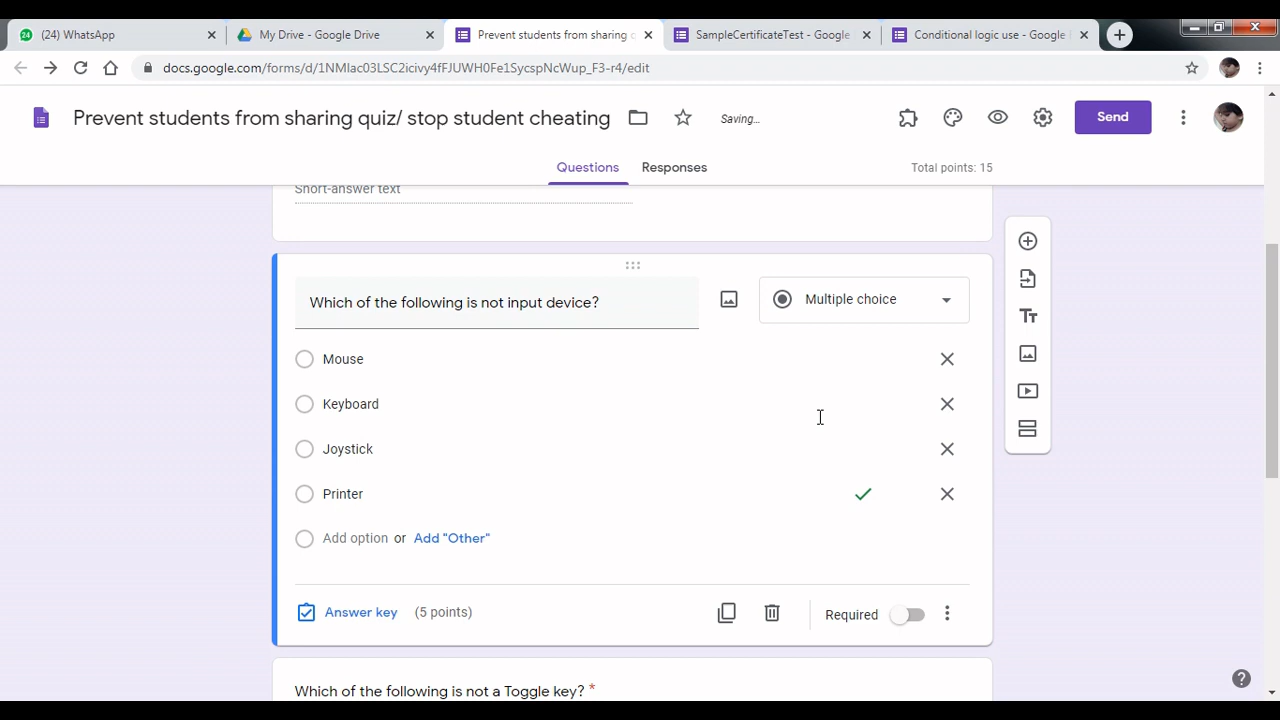 24 (24) WhatsApp
My Drive - Google Drive
Prevent students from sharing q
SampleCertificateTest - Google
Conditional logic use - Google
docs.google.com/forms/d/1NMIac03LSC2icivy4fFJUWH0Fe1SycspNcWup_F3-r4/edit
Prevent students from sharing quiz/ stop student cheating
Saving...
Send
Questions
Responses
Total points: 15
Short-answer text
Which of the following is not input device?
Multiple choice
Mouse
Keyboard
Joystick
Printer
Add option or Add "Other"
Answer key (5 points)
Required
Which of the following is not a Toggle key? *